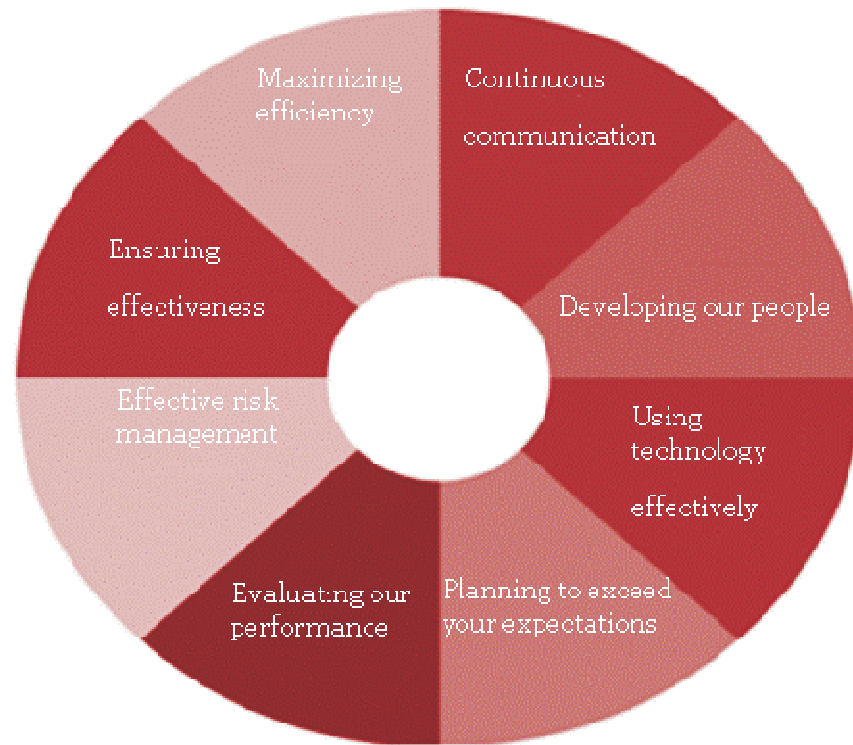 Maximizing
efficiency
Continuous
communication
Developing our people
Using
technology
effectively
Planning to exceed
your expectations
Evaluating our
performance
Effective risk
management
Ensuring
effectiveness